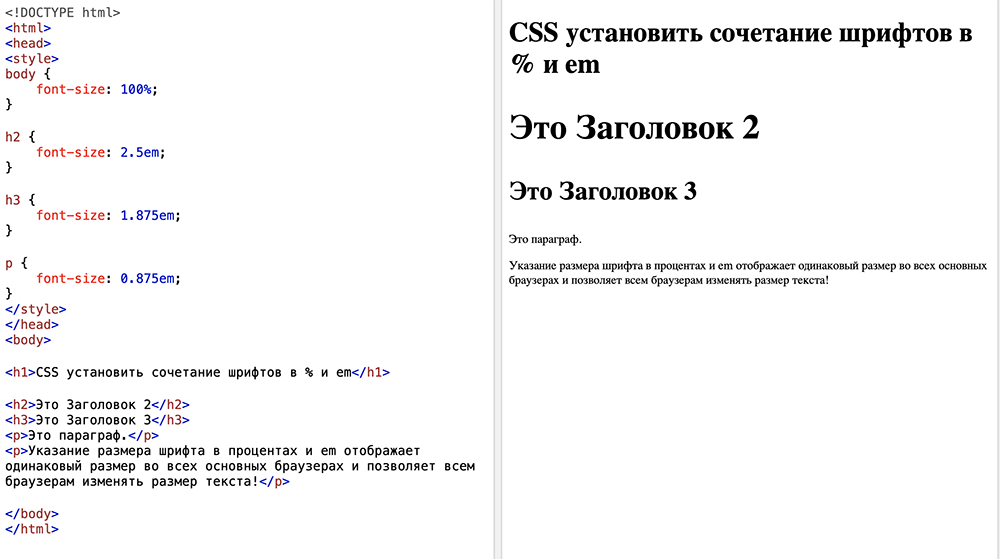 <!DOCTYPE html>
<html>
<head>
<style>
body {
    font-size: 100%;
}

h2 {
    font-size: 2.5em;
}

h3 {
    font-size: 1.875em;
}

p {
    font-size: 0.875em;
}
</style>
</head>
<body>

<h1>CSS установить сочетание шрифтов в % и em</h1>

<h2>Это Заголовок 2</h2>
<h3>Это Заголовок 3</h3>
<p>Это параграф.</p>
<p>Указание размера шрифта в процентах и em отображает
одинаковый размер во всех основных браузерах и позволяет всем
браузерам изменять размер текста!</p>

</body>
</html>
CSS установить сочетание шрифтов в
% и em
Это Заголовок 2
Это Заголовок 3
Это параграф.
Указание размера шрифта в процентах и em отображает одинаковый размер во всех основных
браузерах и позволяет всем браузерам изменять размер текста!